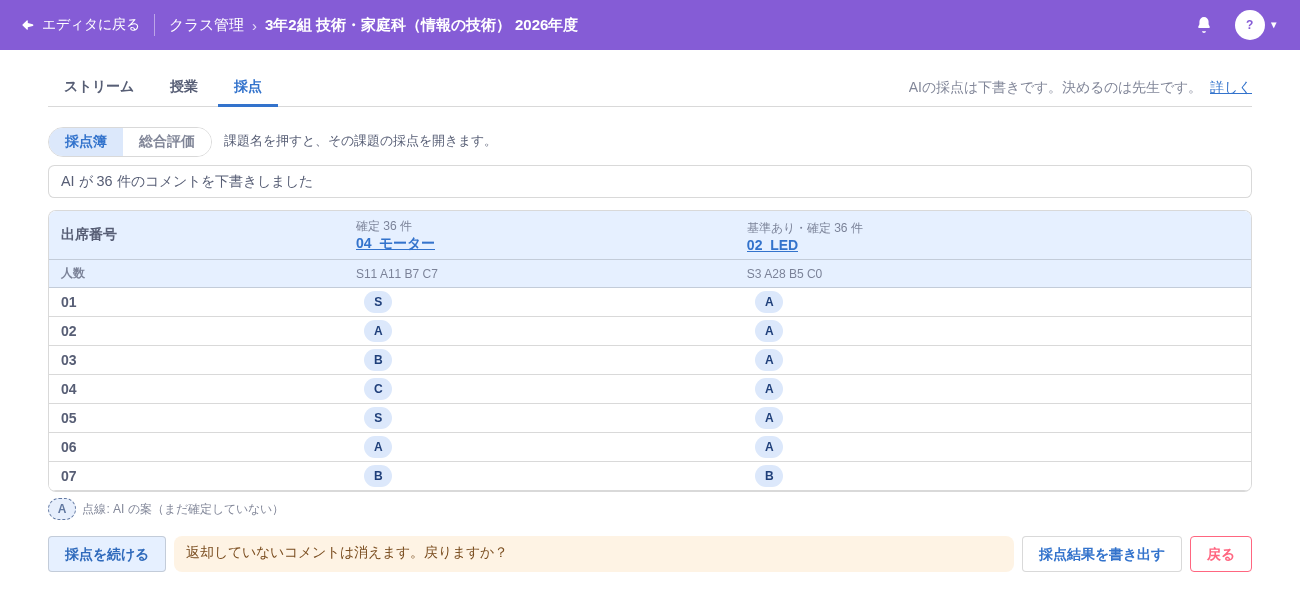 エディタに戻る クラス管理 › 3年2組 技術・家庭科（情報の技術） 2026年度 ? ▾
ストリーム 授業 採点 AIの採点は下書きです。決めるのは先生です。 詳しく
採点簿 総合評価 課題名を押すと、その課題の採点を開きます。
AI が 36 件のコメントを下書きしました
出席番号
確定 36 件
04_モーター
基準あり・確定 36 件
02_LED
人数 S11 A11 B7 C7 S3 A28 B5 C0
01 S A
02 A A
03 B A
04 C A
05 S A
06 A A
07 B B
A 点線: AI の案（まだ確定していない）
採点を続ける 返却していないコメントは消えます。戻りますか？ 採点結果を書き出す 戻る